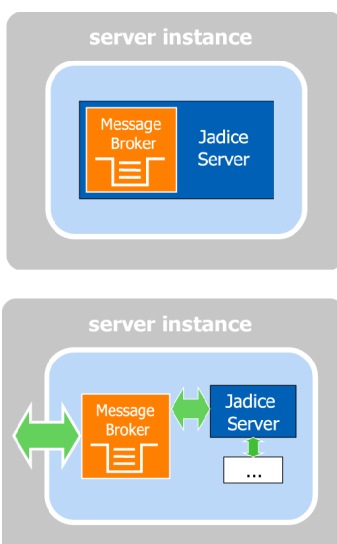 server instance
Message
Broker
Jadice
Server
server instance
Message
Broker
Jadice
Server
...